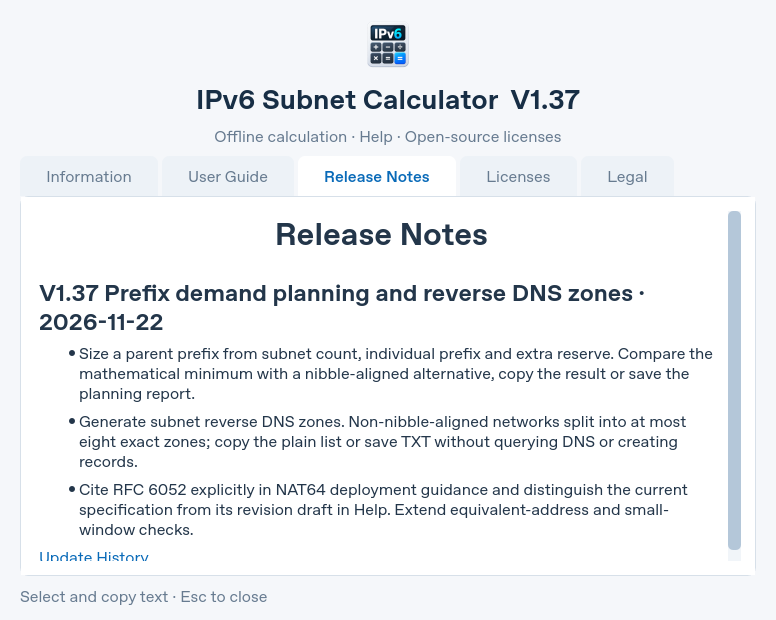 IPv6
IPv6 Subnet Calculator V1.37
Offline calculation · Help · Open-source licenses
Information
User Guide
Release Notes
Licenses
Legal
Release Notes
V1.37 Prefix demand planning and reverse DNS zones ·
2026-11-22
• Size a parent prefix from subnet count, individual prefix and extra reserve. Compare the
mathematical minimum with a nibble-aligned alternative, copy the result or save the
planning report.
• Generate subnet reverse DNS zones. Non-nibble-aligned networks split into at most
eight exact zones; copy the plain list or save TXT without querying DNS or creating
records.
• Cite RFC 6052 explicitly in NAT64 deployment guidance and distinguish the current
specification from its revision draft in Help. Extend equivalent-address and small-
window checks.
Update History
Select and copy text · Esc to close